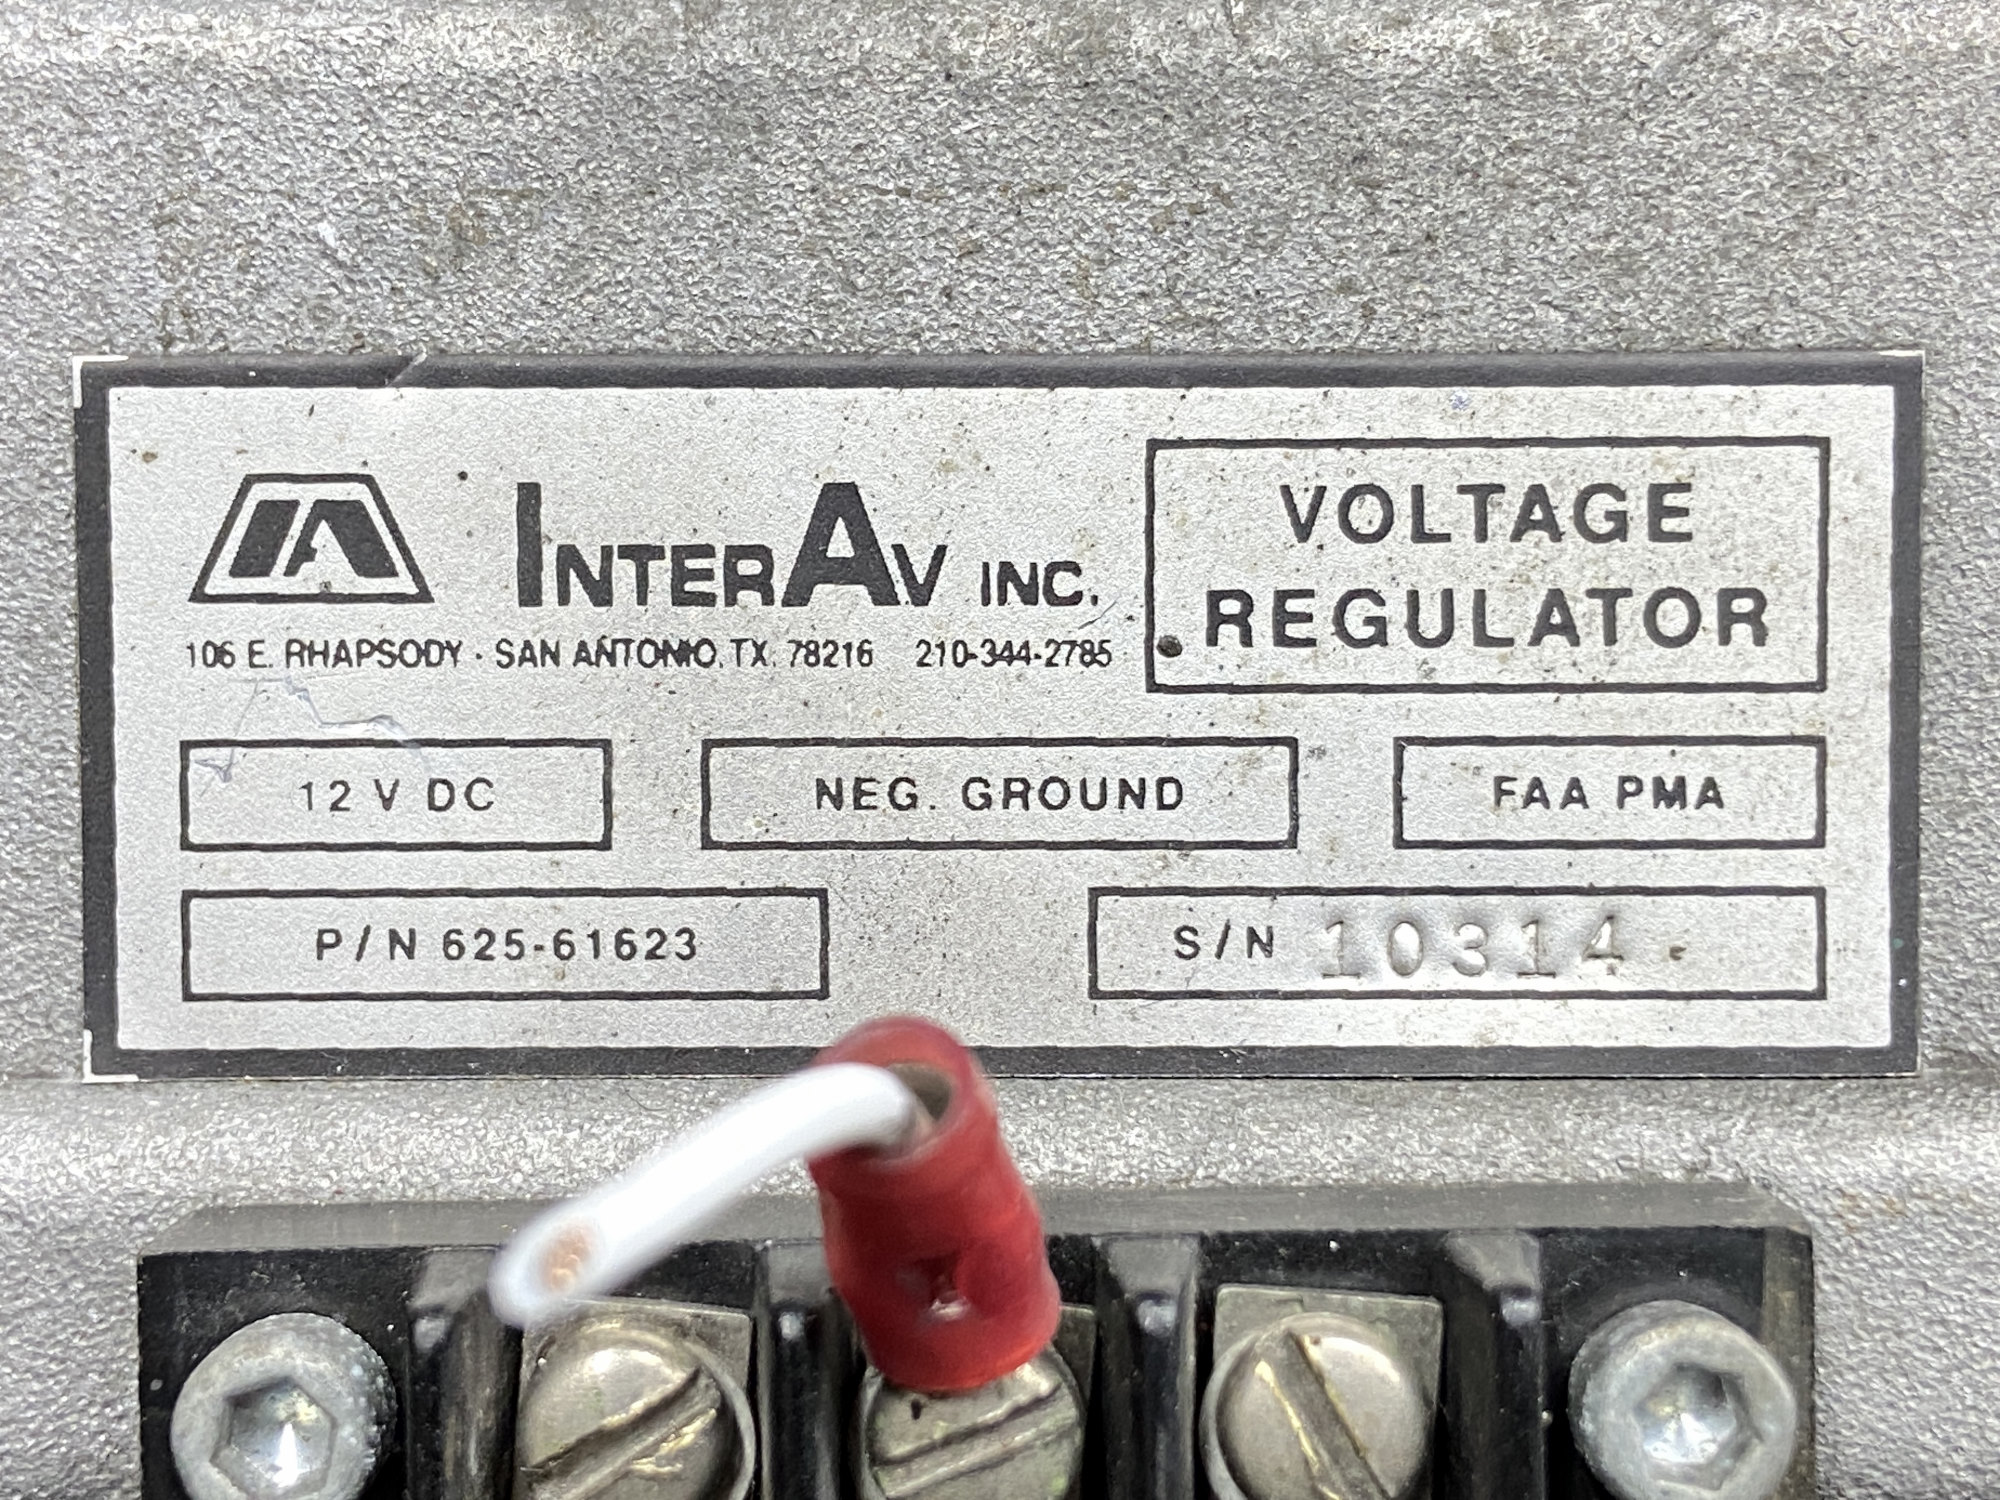 IA INTERAV INC.
106 E. RHAPSODY · SAN ANTONIO, TX. 78216 210-344-2785
VOLTAGE
REGULATOR
12 V DC
NEG. GROUND
FAA PMA
P/N 625-61623
S/N 10314